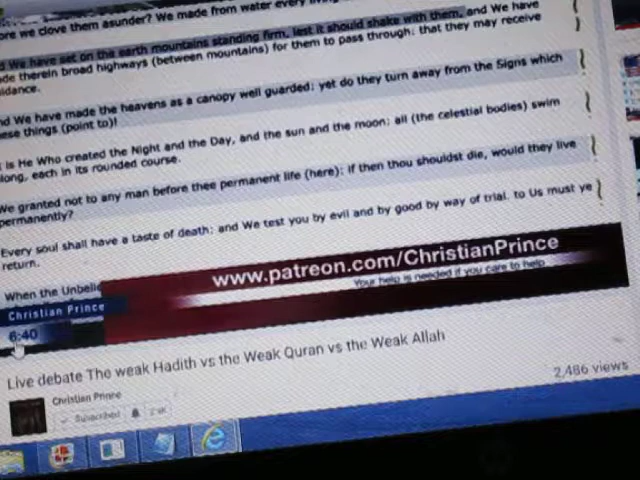 ore we clove them asunder? We made from water every living
d We have set on the earth mountains standing firm, lest it should shake with them, and We have
de therein broad highways (between mountains) for them to pass through: that they may receive
idance.
nd We have made the heavens as a canopy well guarded: yet do they turn away from the Signs which
ese things (point to)!
is He Who created the Night and the Day, and the sun and the moon: all (the celestial bodies) swim
long, each in its rounded course.
We granted not to any man before thee permanent life (here): if then thou shouldst die, would they live
permanently?
Every soul shall have a taste of death: and We test you by evil and by good by way of trial. to Us must ye
return.
When the Unbelie
www.patreon.com/ChristianPrince
Your help is needed if you care to help
Christian Prince
6:40
Live debate The weak Hadith vs the Weak Quran vs the Weak Allah
Christian Prince
Subscribed
2,486 views